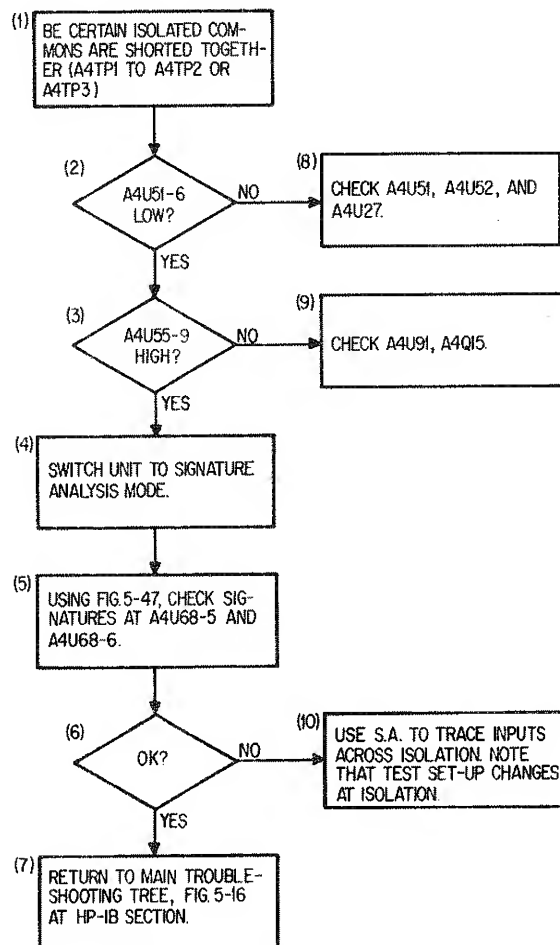 (1)
BE CERTAIN ISOLATED COM-
MONS ARE SHORTED TOGETH-
ER (A4TP1 TO A4TP2 OR
A4TP3)
(2)
A4U51-6
LOW?
NO
YES
(8)
CHECK A4U51, A4U52, AND
A4U27.
(3)
A4U55-9
HIGH?
NO
YES
(9)
CHECK A4U91, A4Q15.
(4)
SWITCH UNIT TO SIGNATURE
ANALYSIS MODE.
(5)
USING FIG. 5-47, CHECK SIG-
NATURES AT A4U68-5 AND
A4U68-6.
(6)
OK?
NO
YES
(10)
USE S.A. TO TRACE INPUTS
ACROSS ISOLATION. NOTE
THAT TEST SET-UP CHANGES
AT ISOLATION.
(7)
RETURN TO MAIN TROUBLE-
SHOOTING TREE, FIG. 5-16
AT HP-IB SECTION.